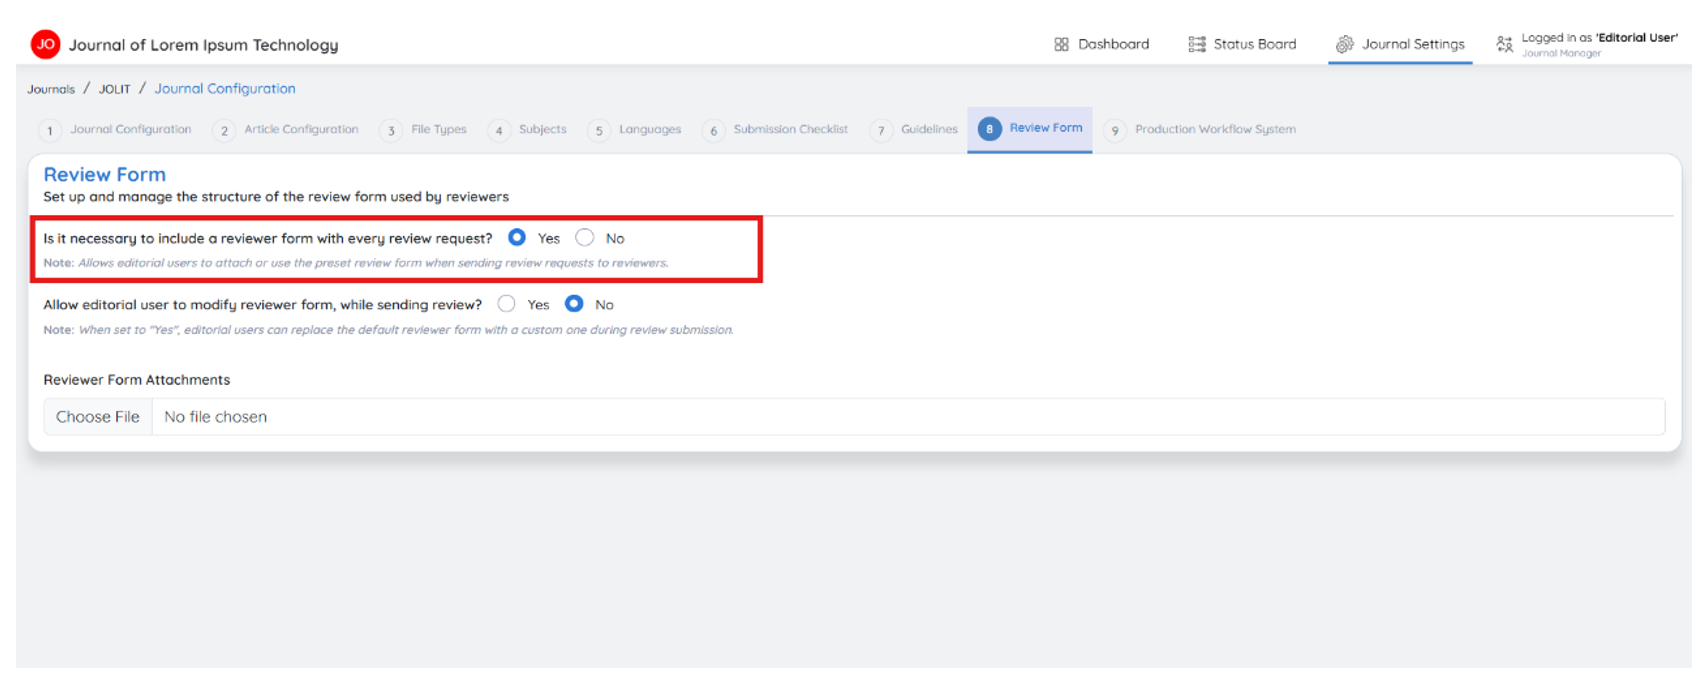 JO Journal of Lorem Ipsum Technology
Dashboard
Status Board
Journal Settings
Logged in as 'Editorial User'
Journal Manager
Journals / JOLIT / Journal Configuration
1 Journal Configuration
2 Article Configuration
3 File Types
4 Subjects
5 Languages
6 Submission Checklist
7 Guidelines
8 Review Form
9 Production Workflow System
Review Form
Set up and manage the structure of the review form used by reviewers
Is it necessary to include a reviewer form with every review request? Yes No
Note: Allows editorial users to attach or use the preset review form when sending review requests to reviewers.
Allow editorial user to modify reviewer form, while sending review? Yes No
Note: When set to "Yes", editorial users can replace the default reviewer form with a custom one during review submission.
Reviewer Form Attachments
Choose File No file chosen